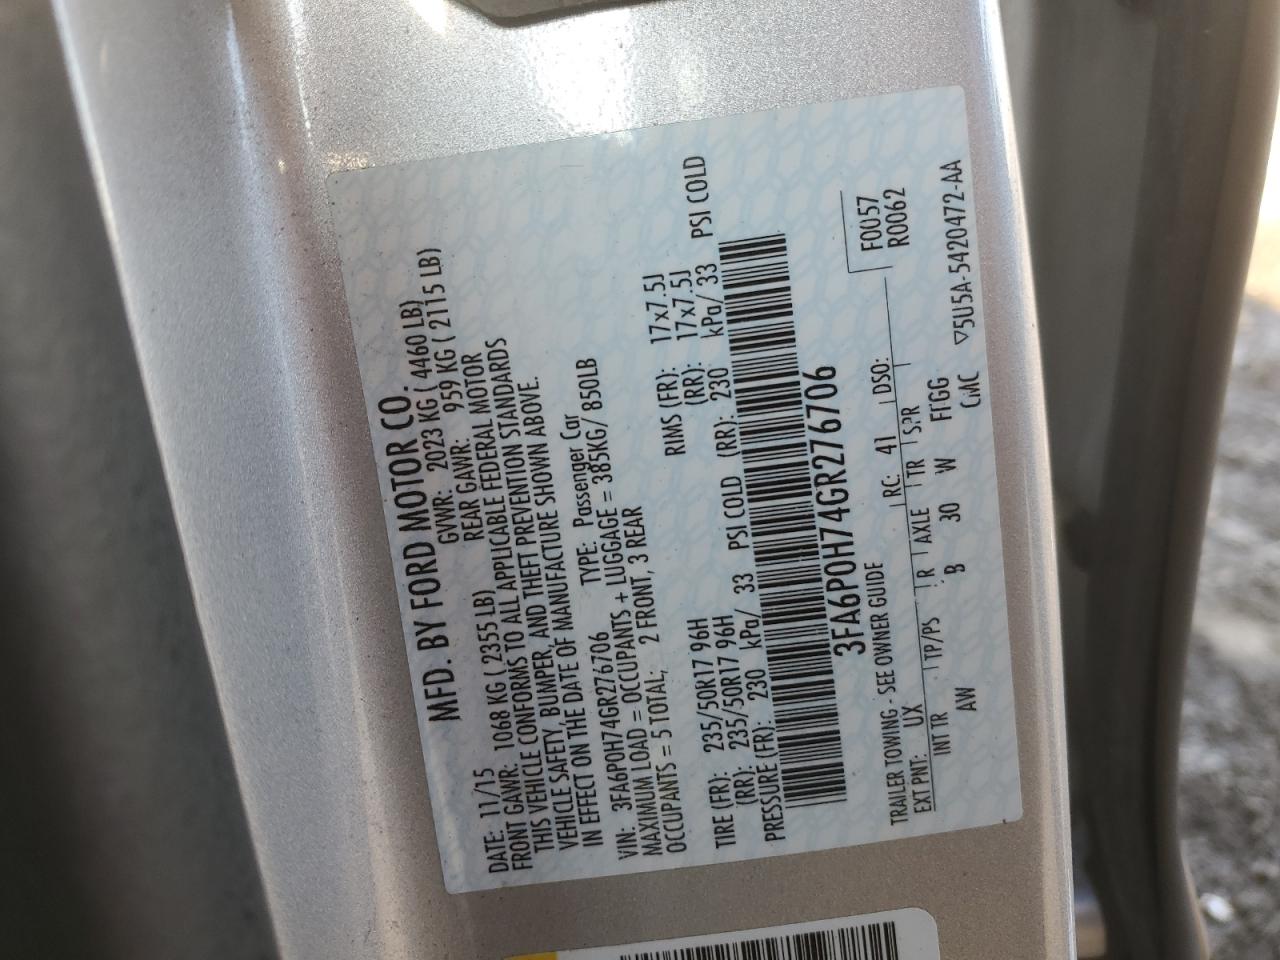 MFD. BY FORD MOTOR CO.
DATE: 11/15 GVWR: 2023 KG ( 4460 LB)
FRONT GAWR: 1068 KG ( 2355 LB) REAR GAWR: 959 KG ( 2115 LB)
THIS VEHICLE CONFORMS TO ALL APPLICABLE FEDERAL MOTOR
VEHICLE SAFETY, BUMPER, AND THEFT PREVENTION STANDARDS
IN EFFECT ON THE DATE OF MANUFACTURE SHOWN ABOVE.
VIN: 3FA6P0H74GR276706 TYPE: Passenger Car
MAXIMUM LOAD = OCCUPANTS + LUGGAGE = 385KG/ 850LB
OCCUPANTS = 5 TOTAL; 2 FRONT, 3 REAR
TIRE (FR): 235/50R17 96H RIMS (FR): 17x7.5J
(RR): 235/50R17 96H (RR): 17x7.5J
PRESSURE (FR): 230 kPa/ 33 PSI COLD (RR): 230 kPa/ 33 PSI COLD
3FA6P0H74GR276706
F0U57
R0062
TRAILER TOWING - SEE OWNER GUIDE
EXT PNT: UX RC: 41 DSO:
INT TR TP/PS R AXLE TR SPR
AW B 30 W FFGG
GMC
▽5U5A-5420472-AA